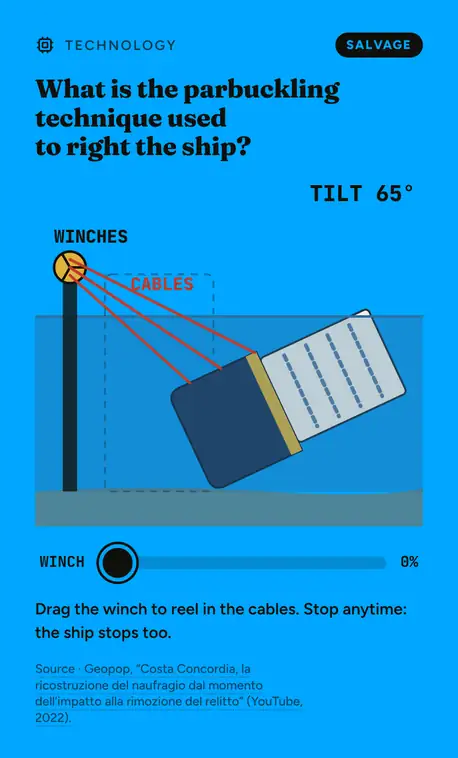 TECHNOLOGY
SALVAGE
What is the parbuckling
technique used
to right the ship?
TILT 65°
WINCHES
CABLES
WINCH
0%
Drag the winch to reel in the cables. Stop anytime:
the ship stops too.
Source · Geopop, “Costa Concordia, la
ricostruzione del naufragio dal momento
dell’impatto alla rimozione del relitto” (YouTube,
2022).